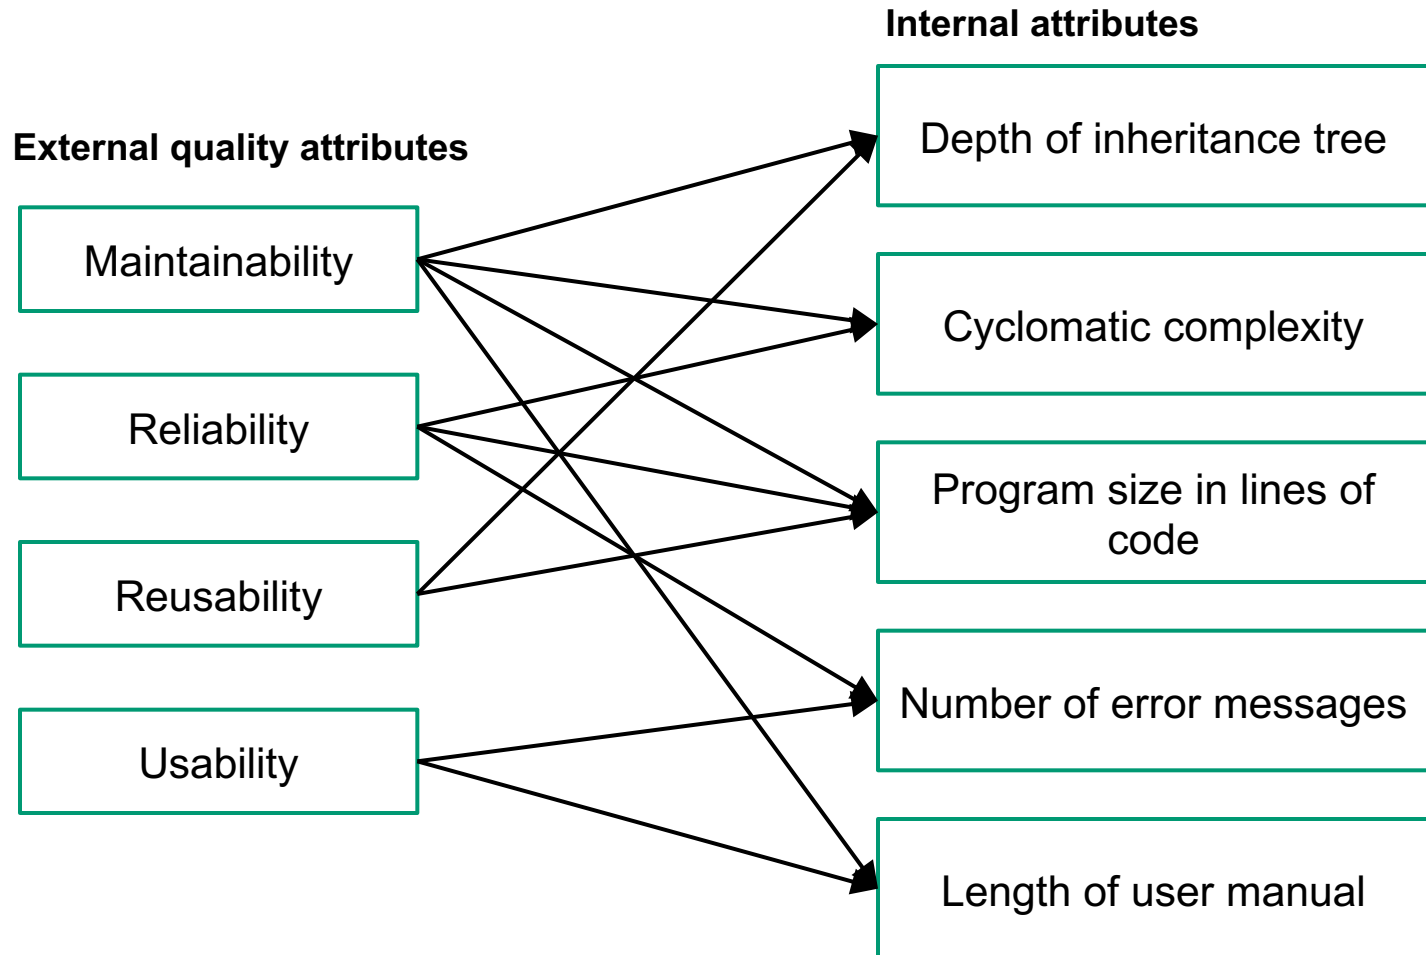 Internal attributes
External quality attributes
Depth of inheritance tree
Maintainability
Cyclomatic complexity
Reliability
Program size in lines of
code
Reusability
Number of error messages
Usability
Length of user manual